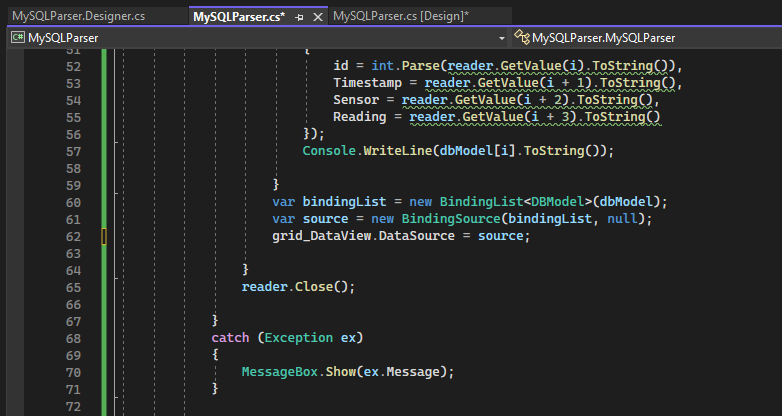 MySQLParser.Designer.cs MySQLParser.cs* MySQLParser.cs [Design]*
C# MySQLParser MySQLParser.MySQLParser
51 {
52 id = int.Parse(reader.GetValue(i).ToString()),
53 Timestamp = reader.GetValue(i + 1).ToString(),
54 Sensor = reader.GetValue(i + 2).ToString(),
55 Reading = reader.GetValue(i + 3).ToString()
56 });
57 Console.WriteLine(dbModel[i].ToString());
58
59 }
60 var bindingList = new BindingList<DBModel>(dbModel);
61 var source = new BindingSource(bindingList, null);
62 grid_DataView.DataSource = source;
63
64 }
65 reader.Close();
66
67 }
68 catch (Exception ex)
69 {
70 MessageBox.Show(ex.Message);
71 }
72